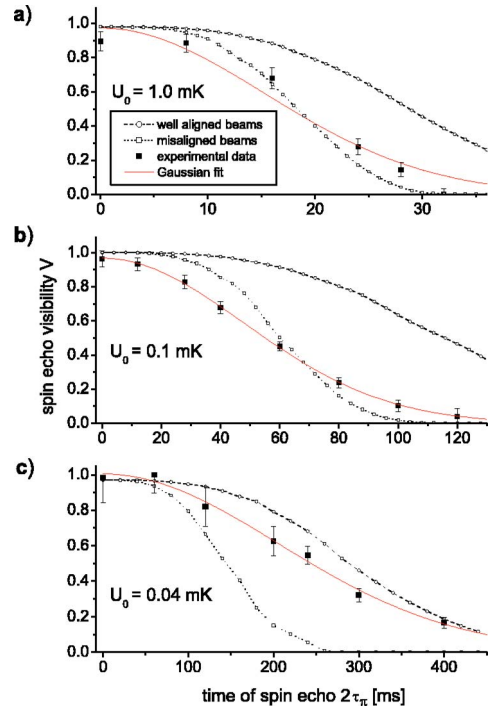 a)
1.0
0.8
0.6
0.4
0.2
0.0
U₀ = 1.0 mK
well aligned beams
misaligned beams
experimental data
Gaussian fit
0 10 20 30
b)
1.0
0.8
0.6
0.4
0.2
0.0
U₀ = 0.1 mK
0 20 40 60 80 100 120
spin echo visibility V
c)
1.0
0.8
0.6
0.4
0.2
0.0
U₀ = 0.04 mK
0 100 200 300 400
time of spin echo 2τπ [ms]